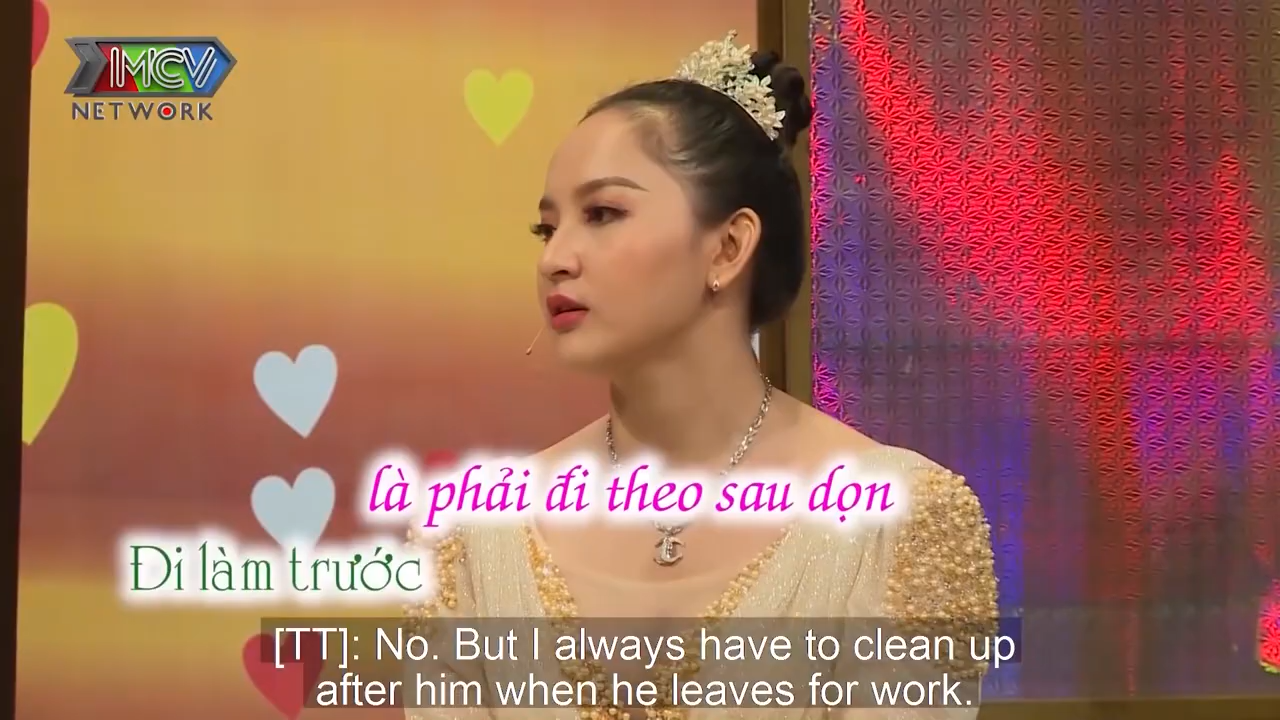 MCV
NETWORK
là phải đi theo sau dọn
Đi làm trước
[TT]: No. But I always have to clean up
after him when he leaves for work.